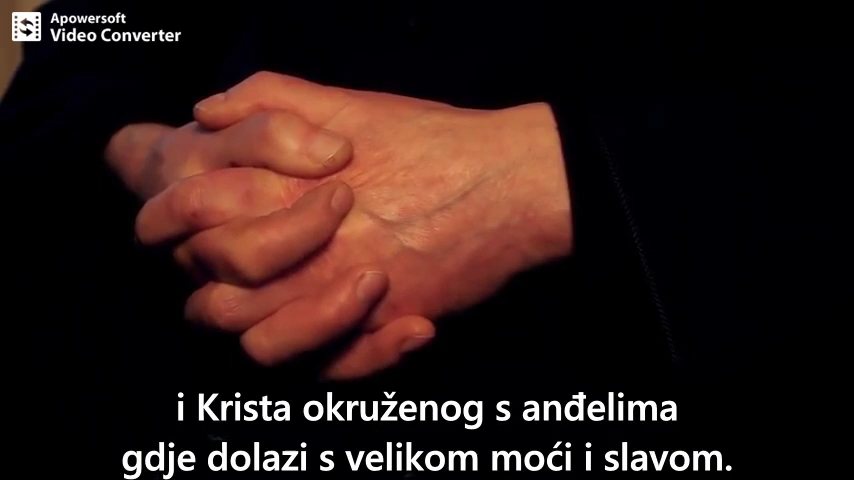 Apowersoft
Video Converter
i Krista okruženog s anđelima
gdje dolazi s velikom moći i slavom.